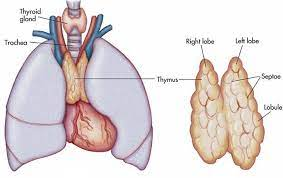 Thyroid
gland
Trachea
Thymus
Right lobe
Left lobe
Septae
Lobule